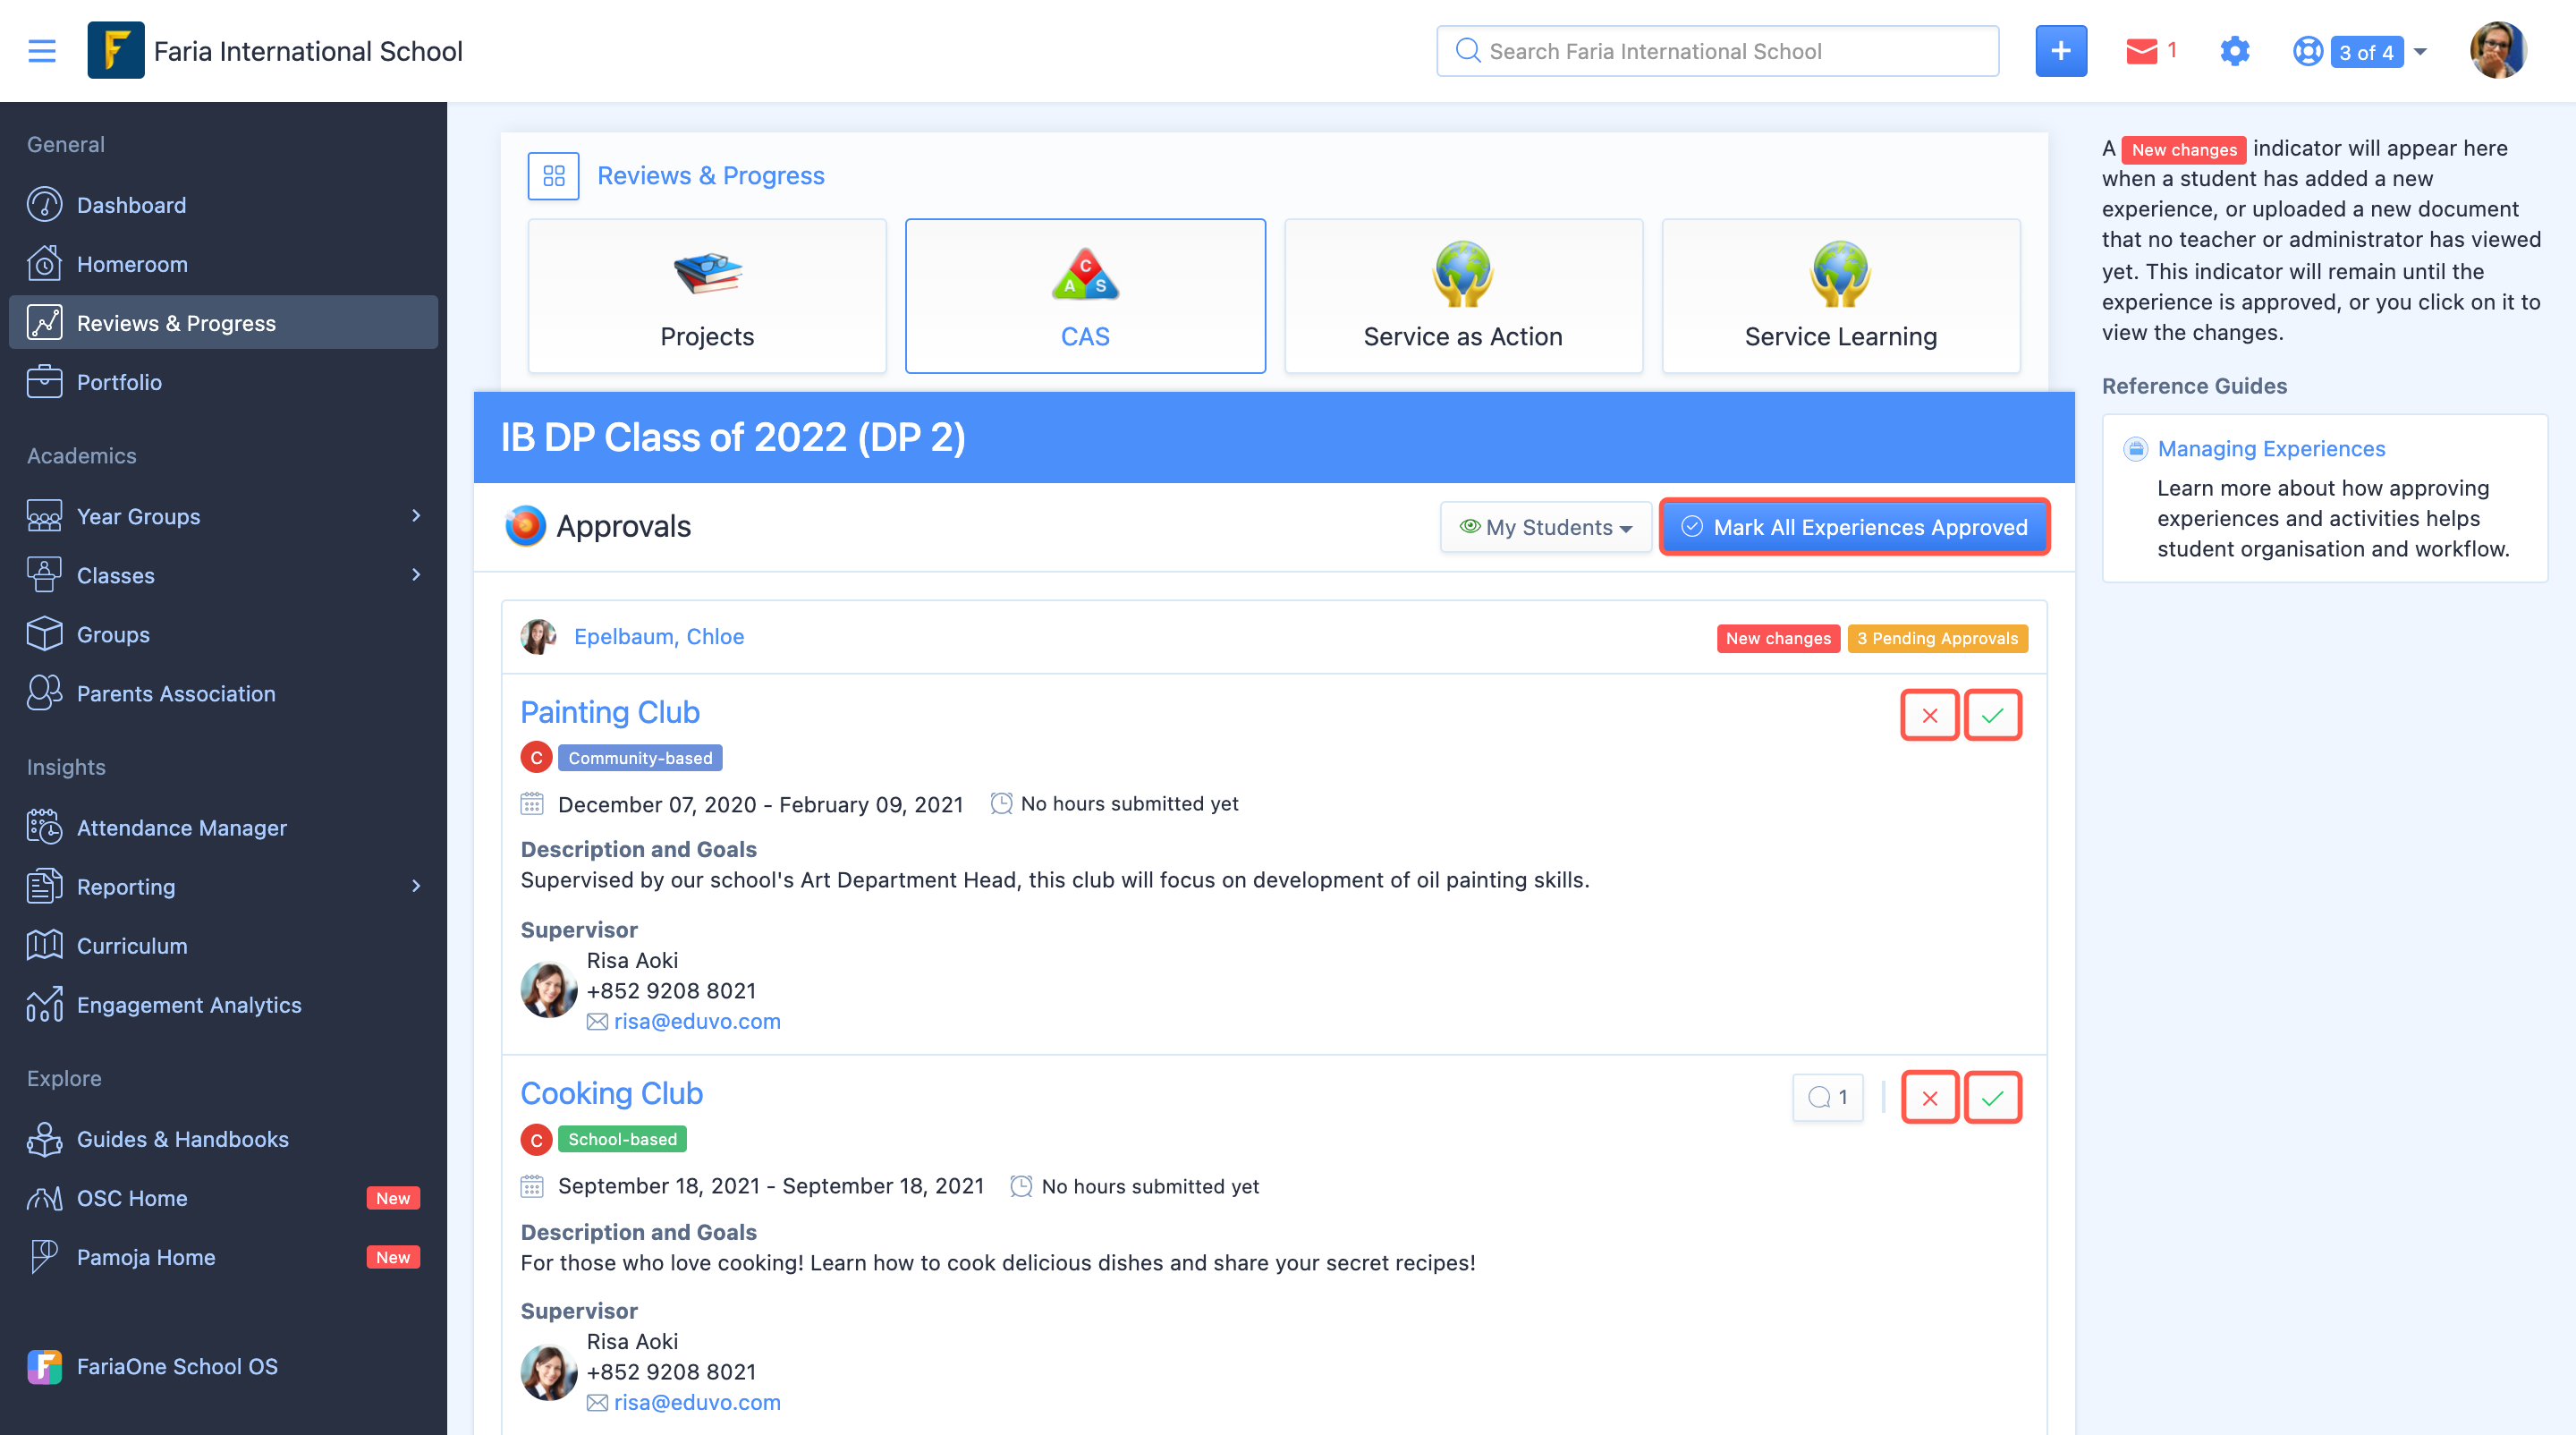 Faria International School
Search Faria International School
+
1
3 of 4
General
Dashboard
Homeroom
Reviews & Progress
Portfolio
Academics
Year Groups
Classes
Groups
Parents Association
Insights
Attendance Manager
Reporting
Curriculum
Engagement Analytics
Explore
Guides & Handbooks
OSC Home
New
Pamoja Home
New
FariaOne School OS
Reviews & Progress
Projects
C
A S
CAS
Service as Action
Service Learning
IB DP Class of 2022 (DP 2)
Approvals
My Students
Mark All Experiences Approved
Epelbaum, Chloe
New changes
3 Pending Approvals
Painting Club
C Community-based
December 07, 2020 - February 09, 2021
No hours submitted yet
Description and Goals
Supervised by our school's Art Department Head, this club will focus on development of oil painting skills.
Supervisor
Risa Aoki
+852 9208 8021
risa@eduvo.com
Cooking Club
1
C School-based
September 18, 2021 - September 18, 2021
No hours submitted yet
Description and Goals
For those who love cooking! Learn how to cook delicious dishes and share your secret recipes!
Supervisor
Risa Aoki
+852 9208 8021
risa@eduvo.com
A New changes indicator will appear here
when a student has added a new
experience, or uploaded a new document
that no teacher or administrator has viewed
yet. This indicator will remain until the
experience is approved, or you click on it to
view the changes.
Reference Guides
Managing Experiences
Learn more about how approving
experiences and activities helps
student organisation and workflow.